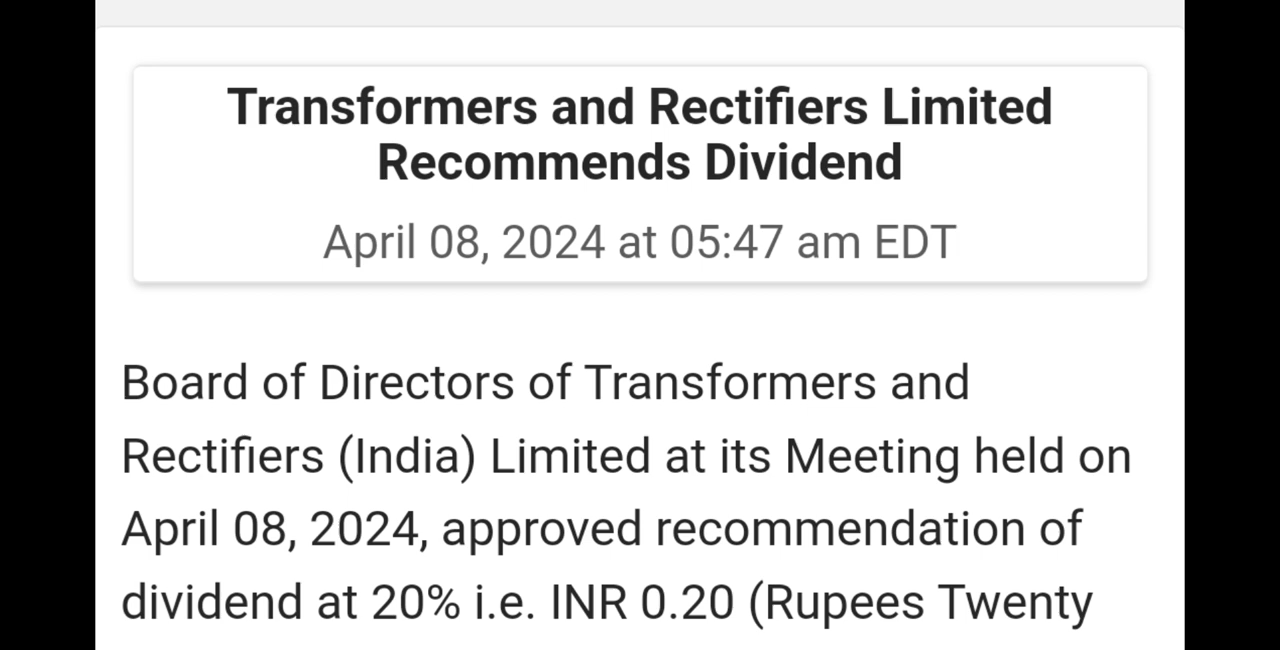 Transformers and Rectifiers Limited
Recommends Dividend
April 08, 2024 at 05:47 am EDT
Board of Directors of Transformers and
Rectifiers (India) Limited at its Meeting held on
April 08, 2024, approved recommendation of
dividend at 20% i.e. INR 0.20 (Rupees Twenty